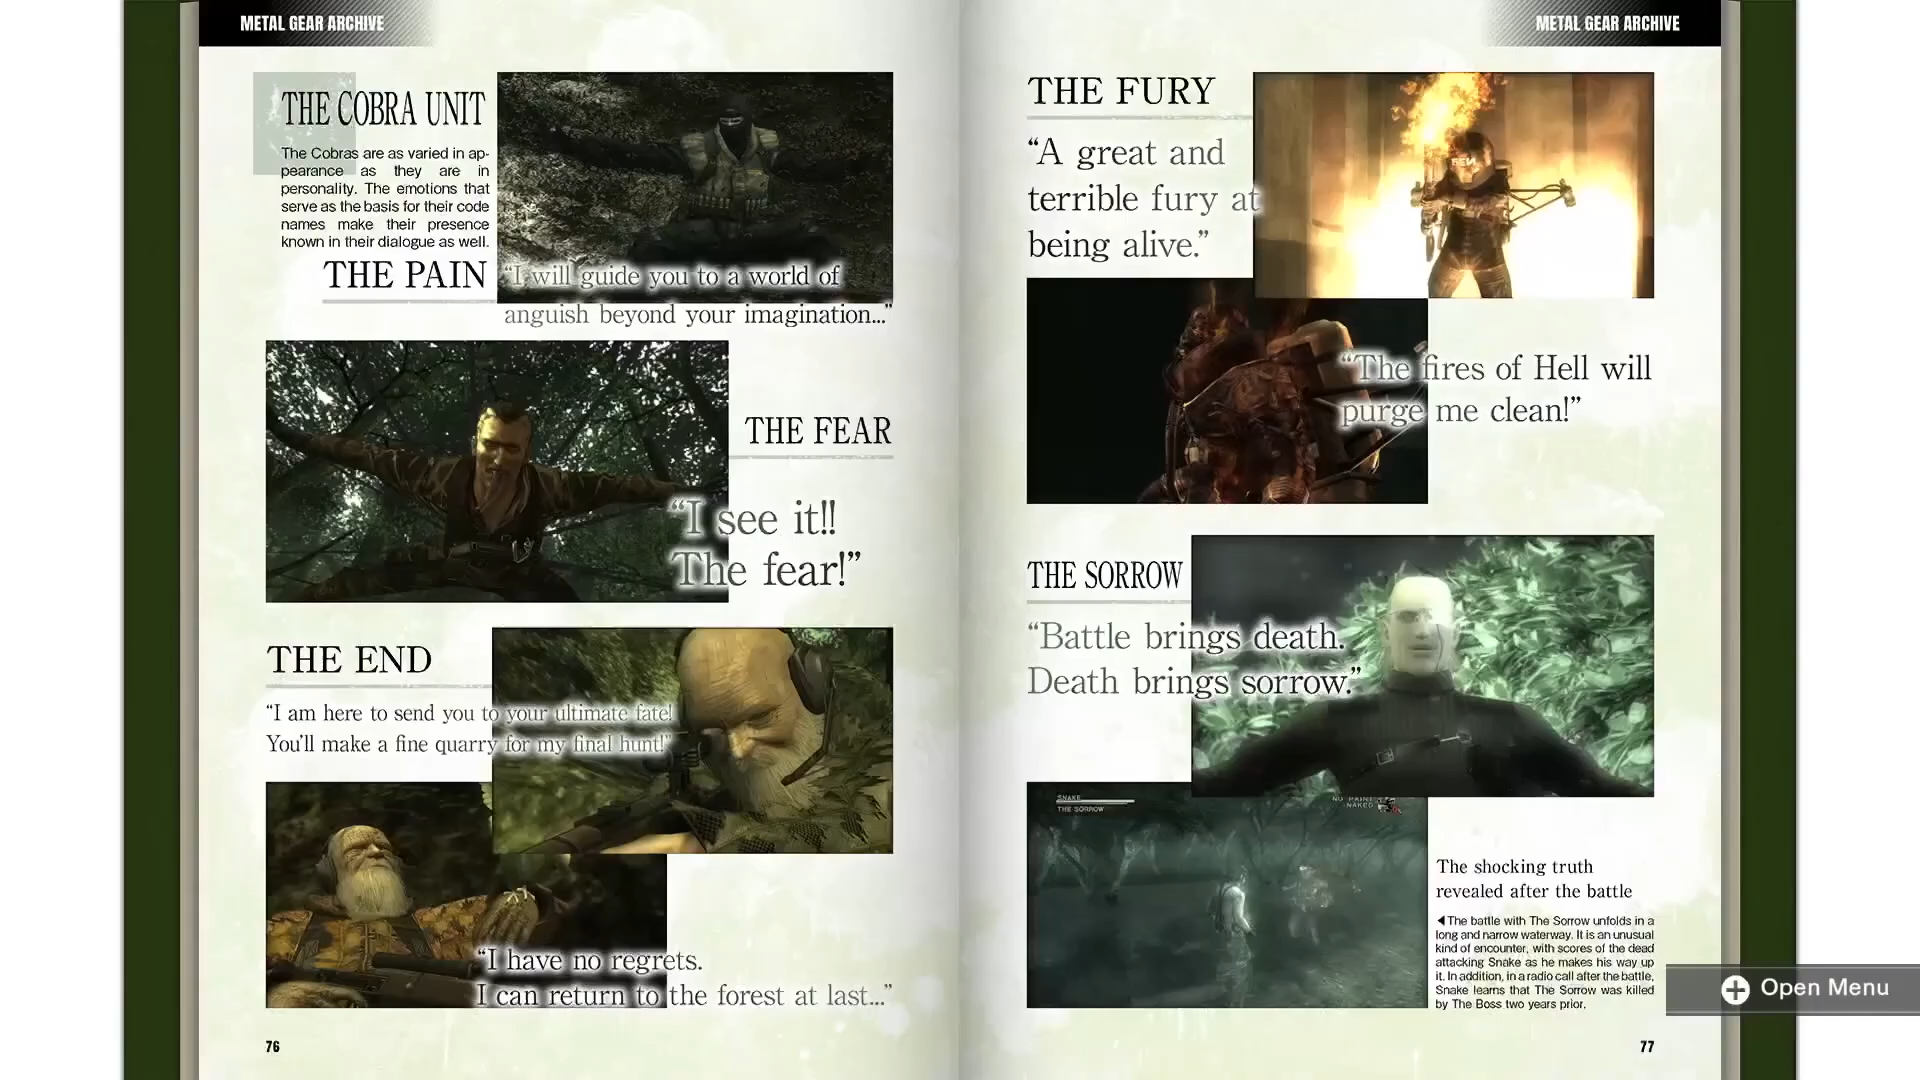 METAL GEAR ARCHIVE
THE COBRA UNIT
The Cobras are as varied in ap-
pearance as they are in
personality. The emotions that
serve as the basis for their code
names make their presence
known in their dialogue as well.
THE PAIN
“I will guide you to a world of
anguish beyond your imagination...”
THE FEAR
“I see it!!
The fear!”
THE END
“I am here to send you to your ultimate fate!
You'll make a fine quarry for my final hunt!”
“I have no regrets.
I can return to the forest at last...”
76
METAL GEAR ARCHIVE
THE FURY
“A great and
terrible fury at
being alive.”
“The fires of Hell will
purge me clean!”
THE SORROW
“Battle brings death.
Death brings sorrow.”
SNAKE
THE SORROW
NO PAINT
NAKED
The shocking truth
revealed after the battle
◀The battle with The Sorrow unfolds in a
long and narrow waterway. It is an unusual
kind of encounter, with scores of the dead
attacking Snake as he makes his way up
it. In addition, in a radio call after the battle,
Snake learns that The Sorrow was killed
by The Boss two years prior.
Open Menu
77